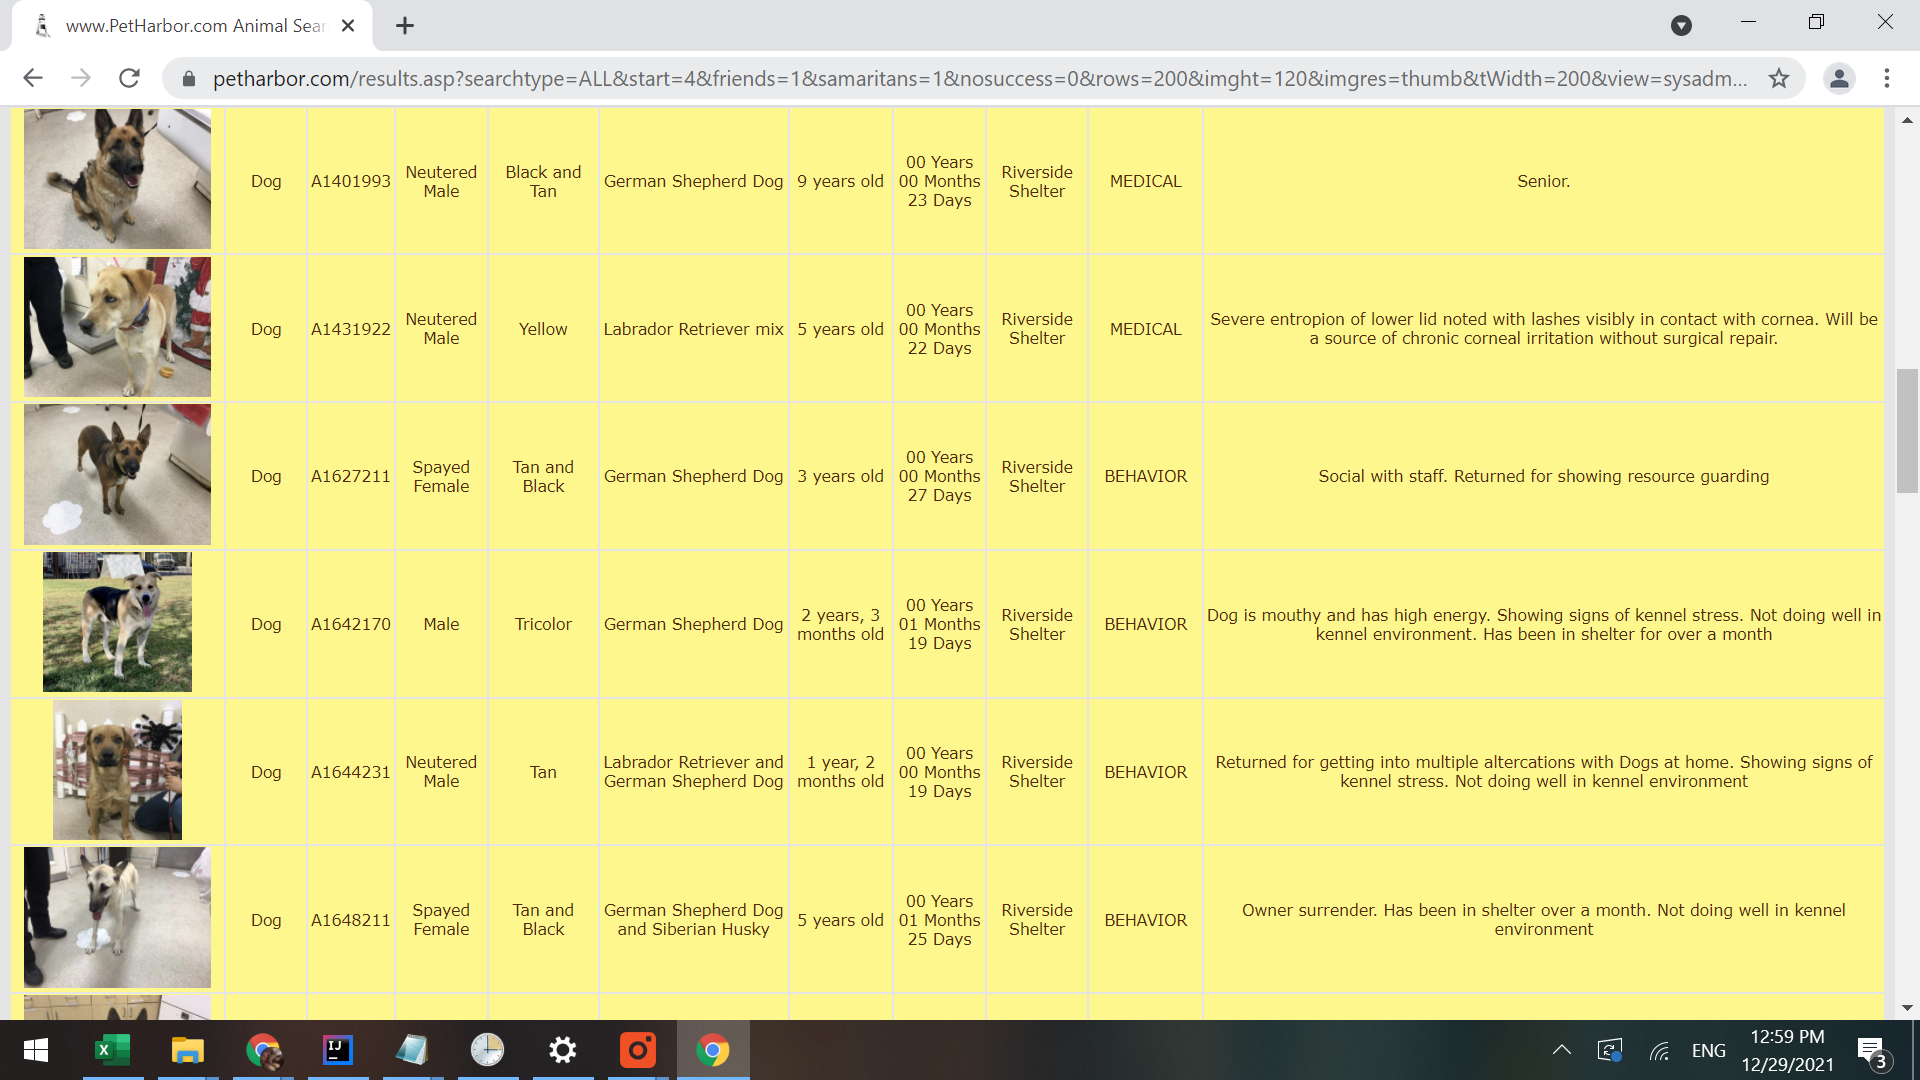 www.PetHarbor.com Animal Sear
petharbor.com/results.asp?searchtype=ALL&start=4&friends=1&samaritans=1&nosuccess=0&rows=200&imght=120&imgres=thumb&tWidth=200&view=sysadm...
Dog
A1401993
Neutered
Male
Black and
Tan
German Shepherd Dog
9 years old
00 Years
00 Months
23 Days
Riverside
Shelter
MEDICAL
Senior.
Dog
A1431922
Neutered
Male
Yellow
Labrador Retriever mix
5 years old
00 Years
00 Months
22 Days
Riverside
Shelter
MEDICAL
Severe entropion of lower lid noted with lashes visibly in contact with cornea. Will be
a source of chronic corneal irritation without surgical repair.
Dog
A1627211
Spayed
Female
Tan and
Black
German Shepherd Dog
3 years old
00 Years
00 Months
27 Days
Riverside
Shelter
BEHAVIOR
Social with staff. Returned for showing resource guarding
Dog
A1642170
Male
Tricolor
German Shepherd Dog
2 years, 3
months old
00 Years
01 Months
19 Days
Riverside
Shelter
BEHAVIOR
Dog is mouthy and has high energy. Showing signs of kennel stress. Not doing well in
kennel environment. Has been in shelter for over a month
Dog
A1644231
Neutered
Male
Tan
Labrador Retriever and
German Shepherd Dog
1 year, 2
months old
00 Years
00 Months
19 Days
Riverside
Shelter
BEHAVIOR
Returned for getting into multiple altercations with Dogs at home. Showing signs of
kennel stress. Not doing well in kennel environment
Dog
A1648211
Spayed
Female
Tan and
Black
German Shepherd Dog
and Siberian Husky
5 years old
00 Years
01 Months
25 Days
Riverside
Shelter
BEHAVIOR
Owner surrender. Has been in shelter over a month. Not doing well in kennel
environment
X
IJ
ENG
12:59 PM
12/29/2021
3